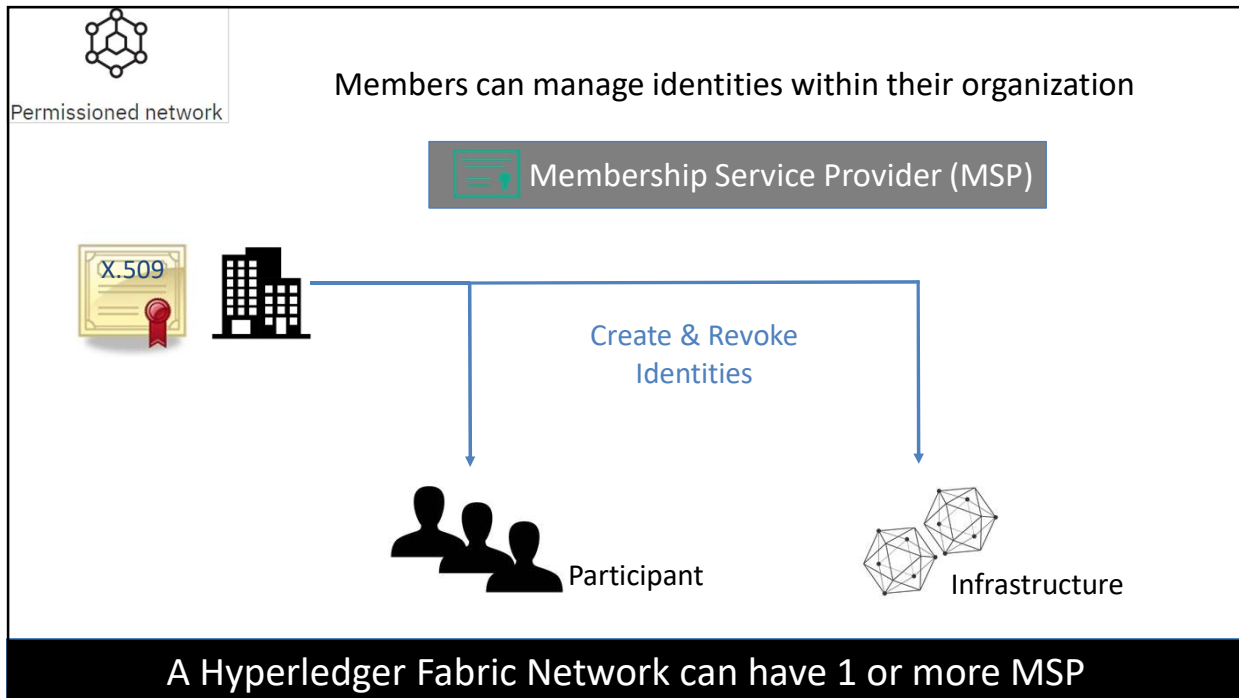 Permissioned network
Members can manage identities within their organization
Membership Service Provider (MSP)
X.509
Create & Revoke
Identities
Participant
Infrastructure
A Hyperledger Fabric Network can have 1 or more MSP